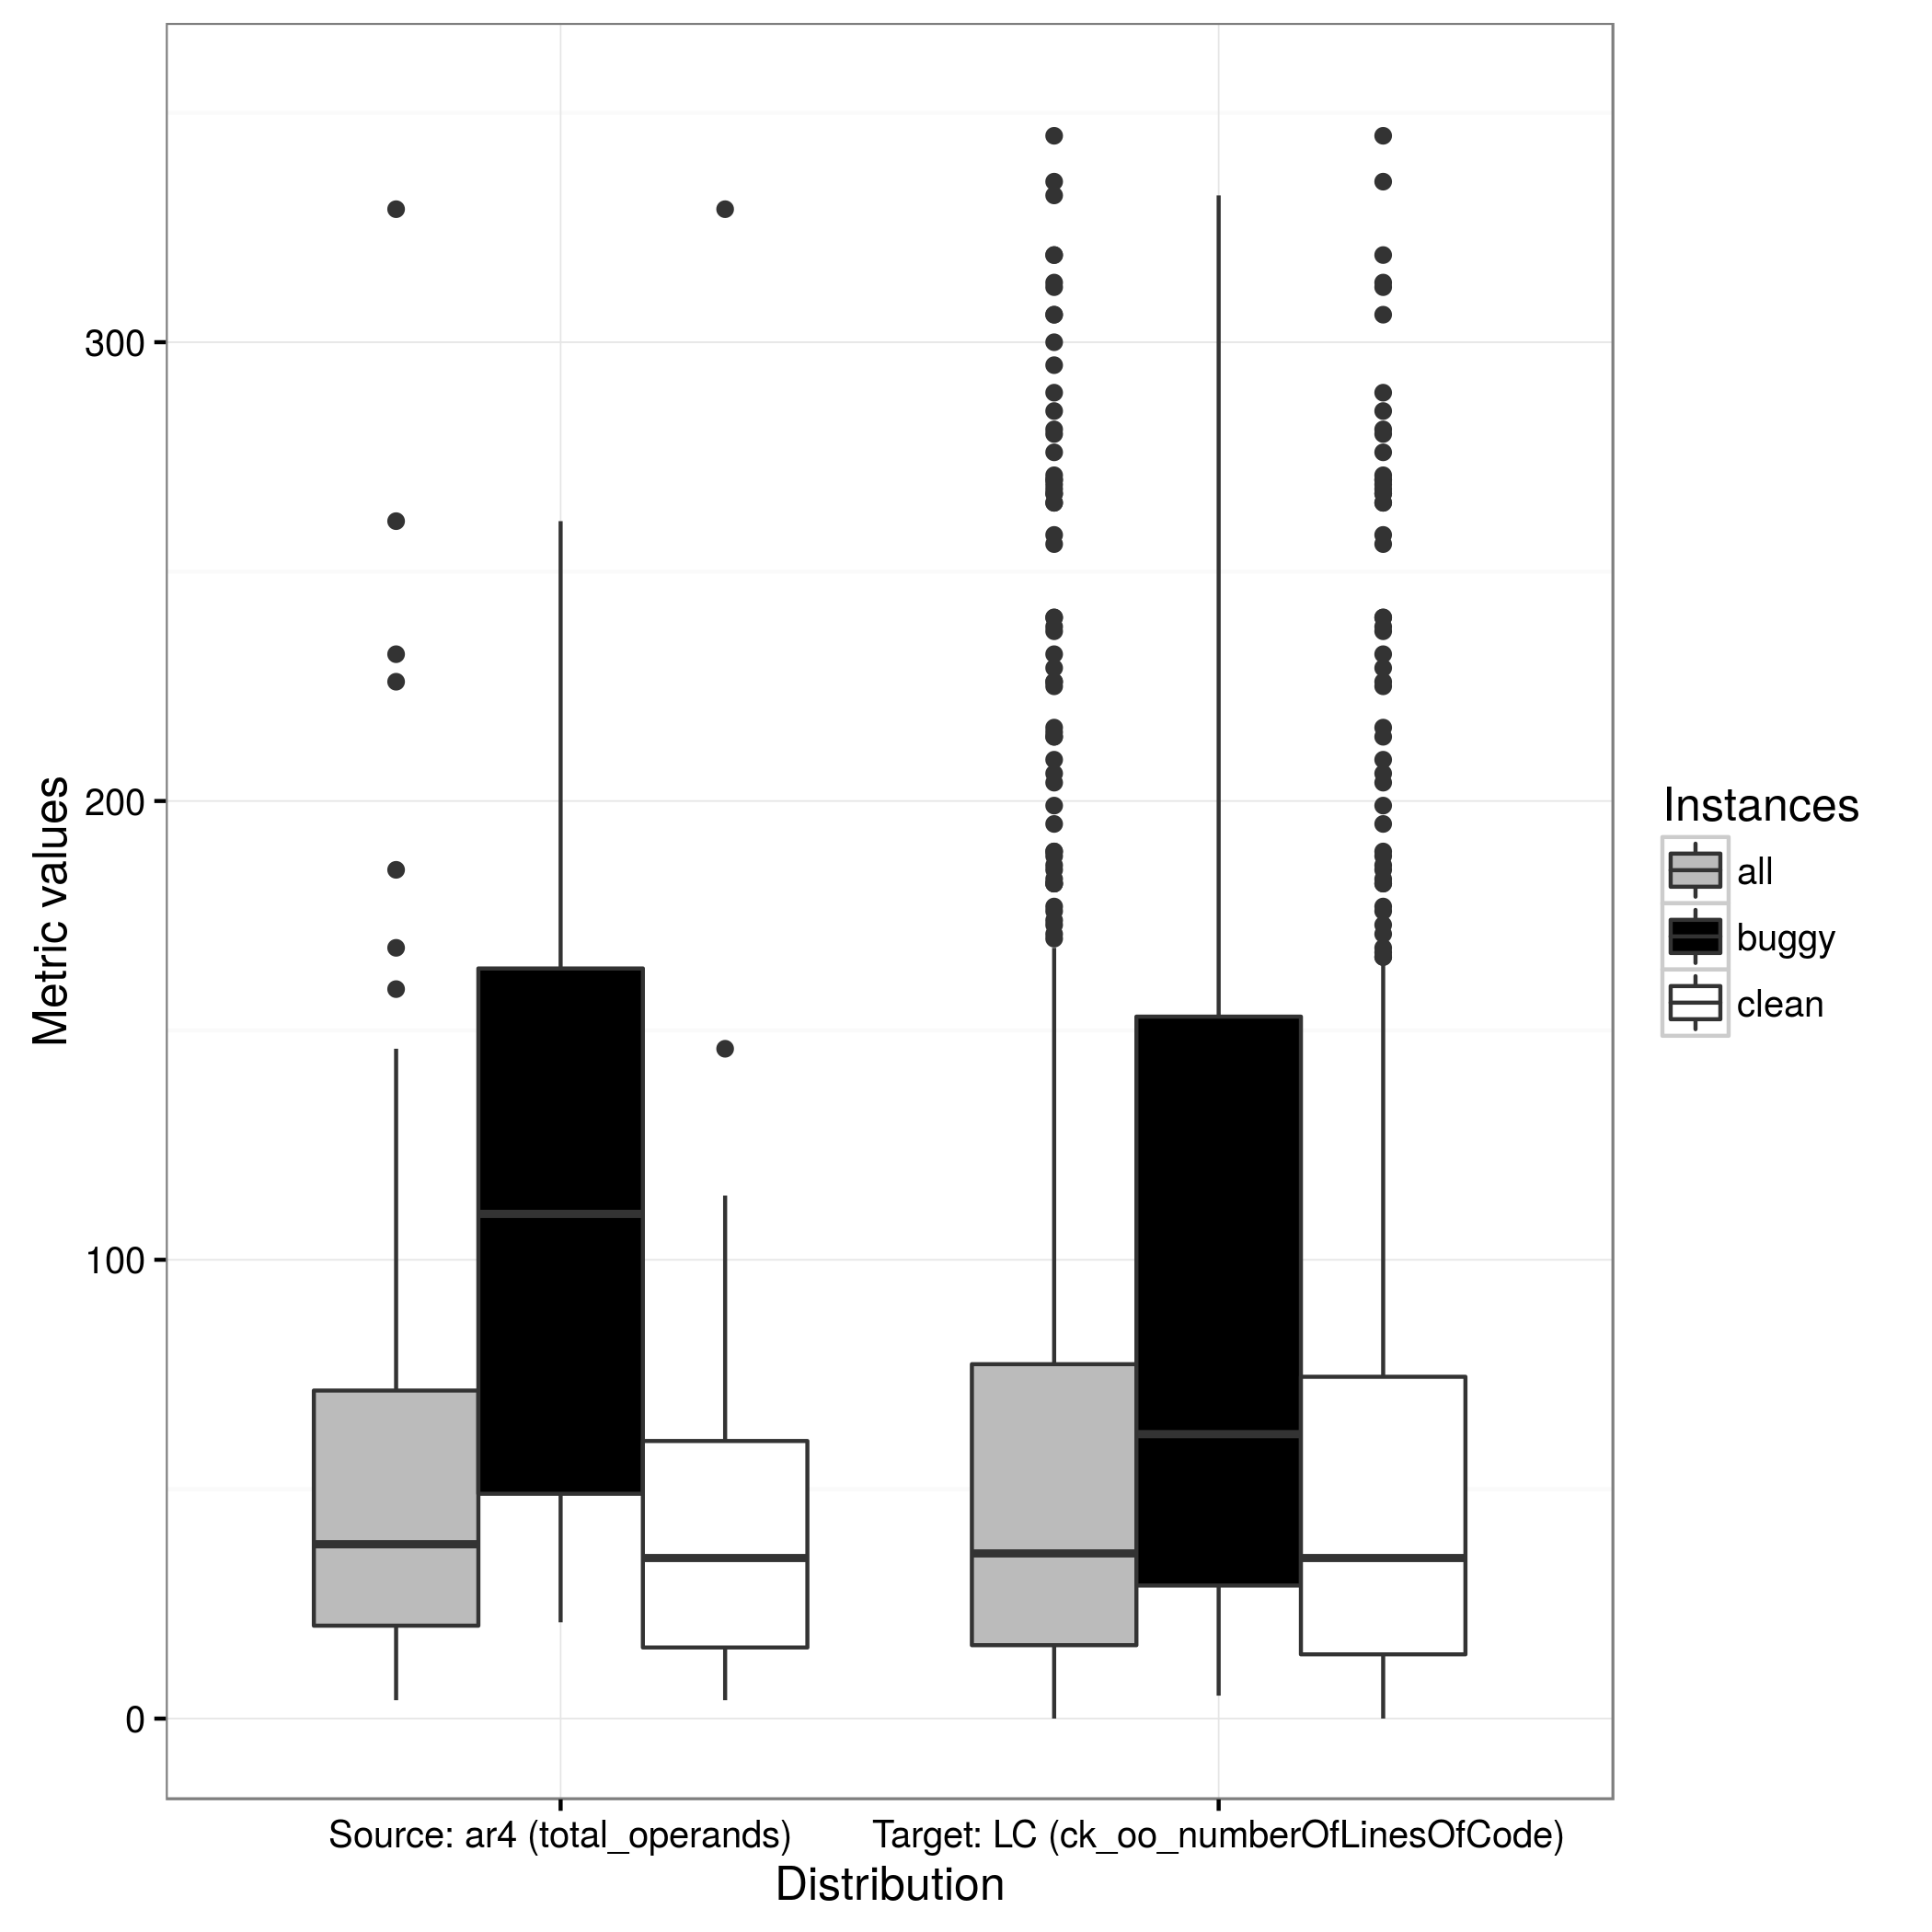 Metric values
300
200
100
0
Source: ar4 (total_operands)
Target: LC (ck_oo_numberOfLinesOfCode)
Distribution
Instances
all
buggy
clean